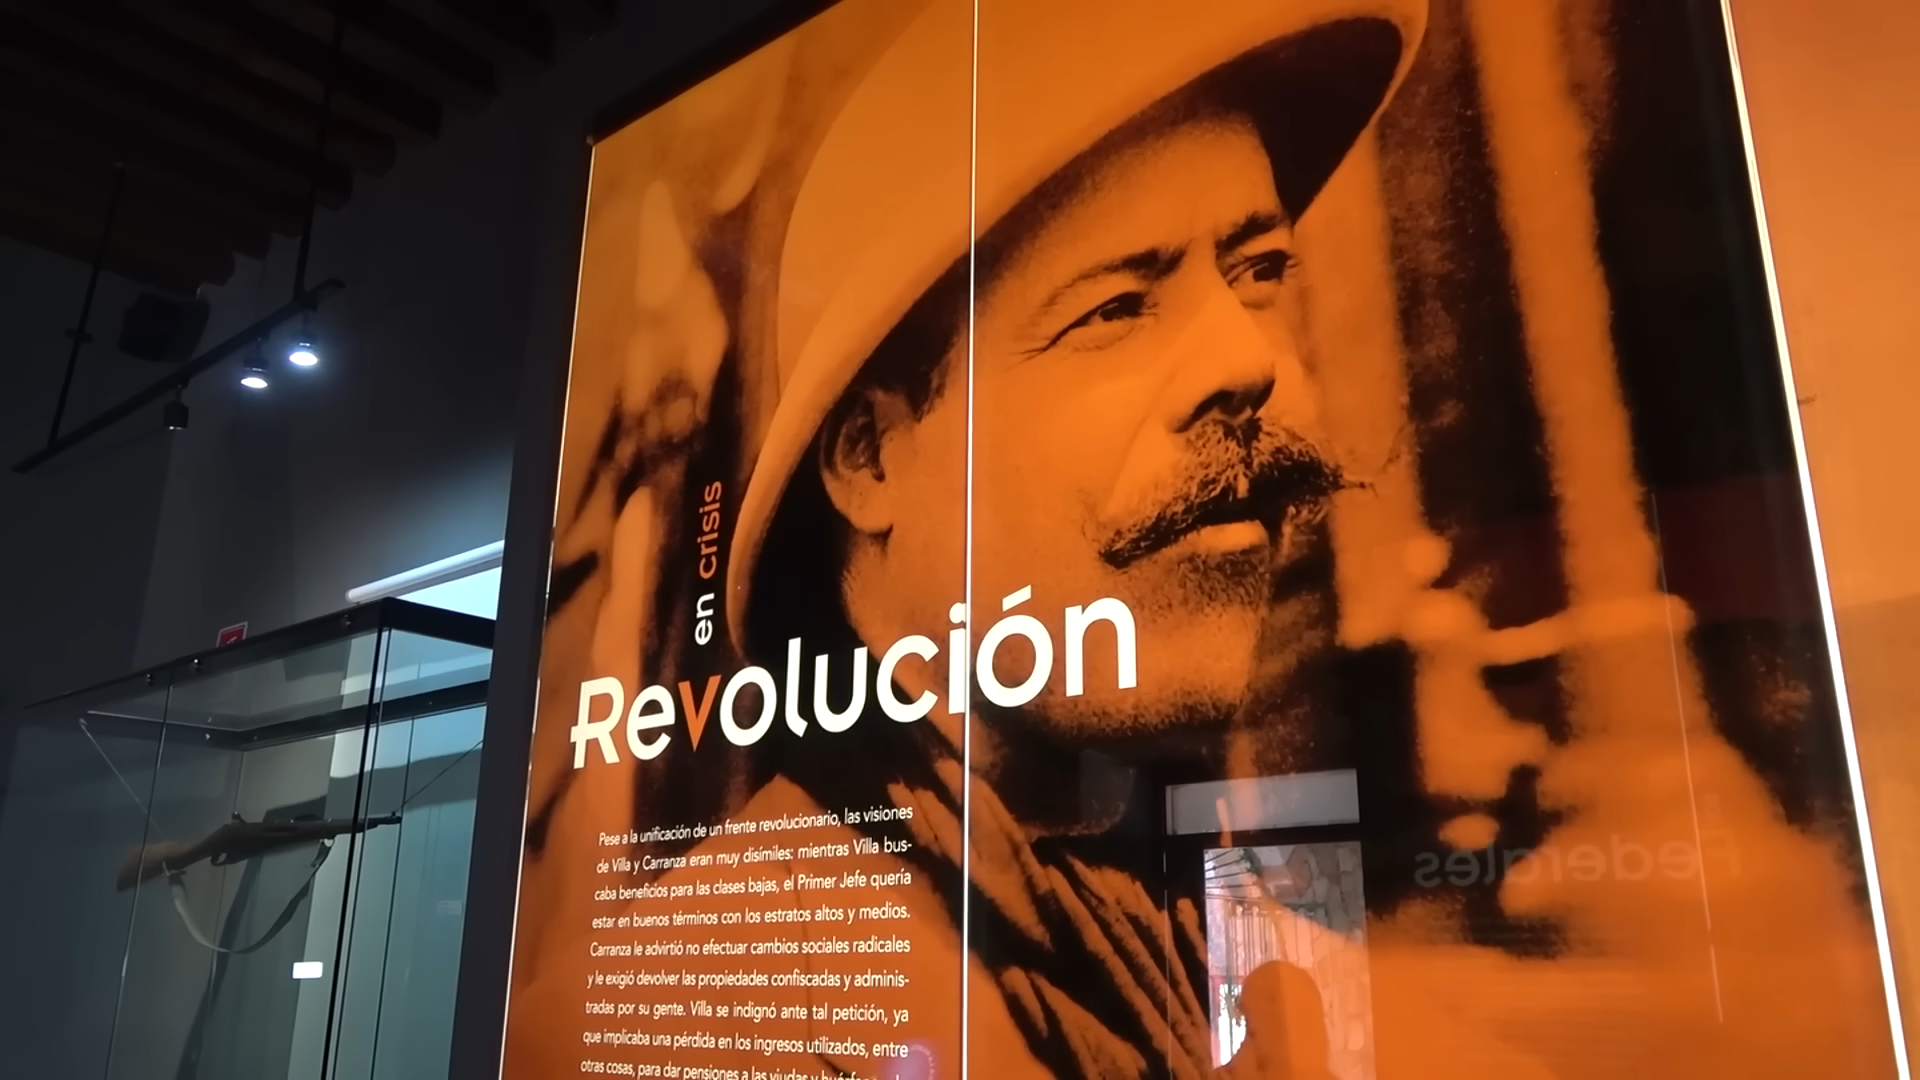 en crisis
Revolución
Pese a la unificación de un frente revolucionario, las visiones
de Villa y Carranza eran muy disímiles: mientras Villa bus-
caba beneficios para las clases bajas, el Primer Jefe quería
estar en buenos términos con los estratos altos y medios.
Carranza le advirtió no efectuar cambios sociales radicales
y le exigió devolver las propiedades confiscadas y adminis-
tradas por su gente. Villa se indignó ante tal petición, ya
que implicaba una pérdida en los ingresos utilizados, entre
otras cosas, para dar pensiones a las viudas y
Federales